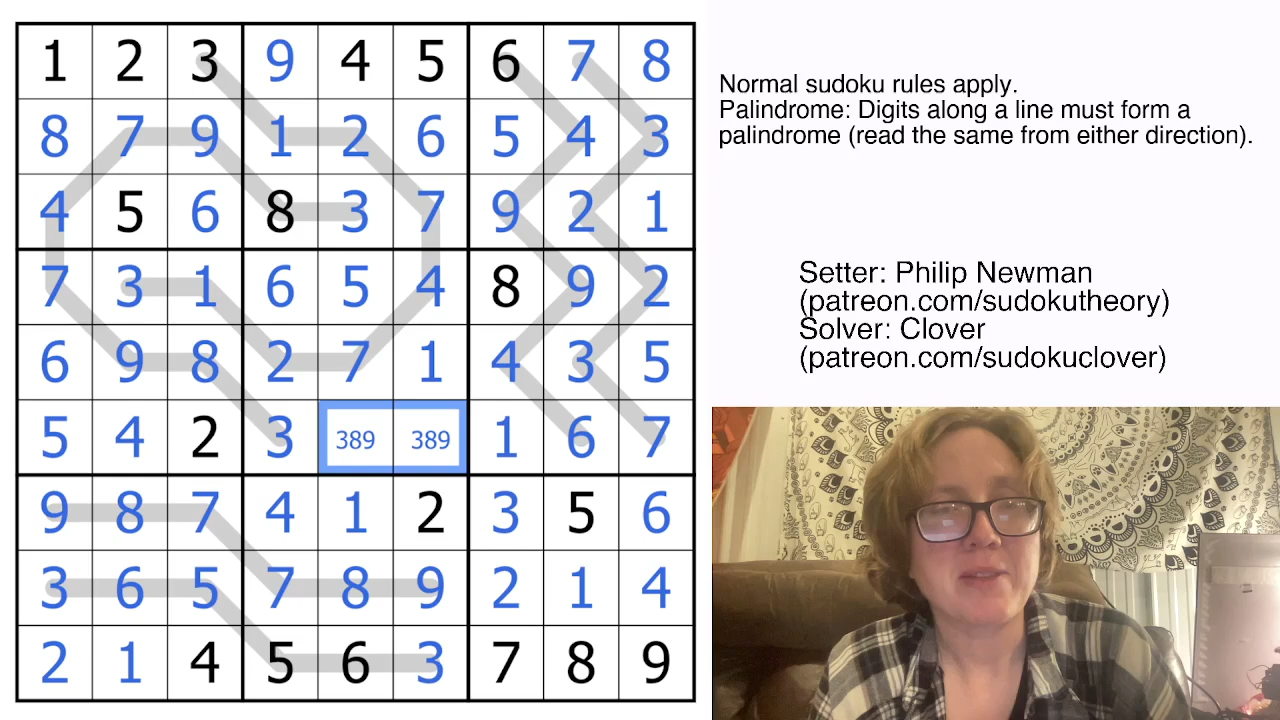 1 2 3 9 4 5 6 7 8
Normal sudoku rules apply.
Palindrome: Digits along a line must form a
palindrome (read the same from either direction).
8 7 9 1 2 6 5 4 3
4 5 6 8 3 7 9 2 1
7 3 1 6 5 4 8 9 2
Setter: Philip Newman
(patreon.com/sudokutheory)
Solver: Clover
(patreon.com/sudokuclover)
6 9 8 2 7 1 4 3 5
5 4 2 3 389 389 1 6 7
9 8 7 4 1 2 3 5 6
3 6 5 7 8 9 2 1 4
2 1 4 5 6 3 7 8 9